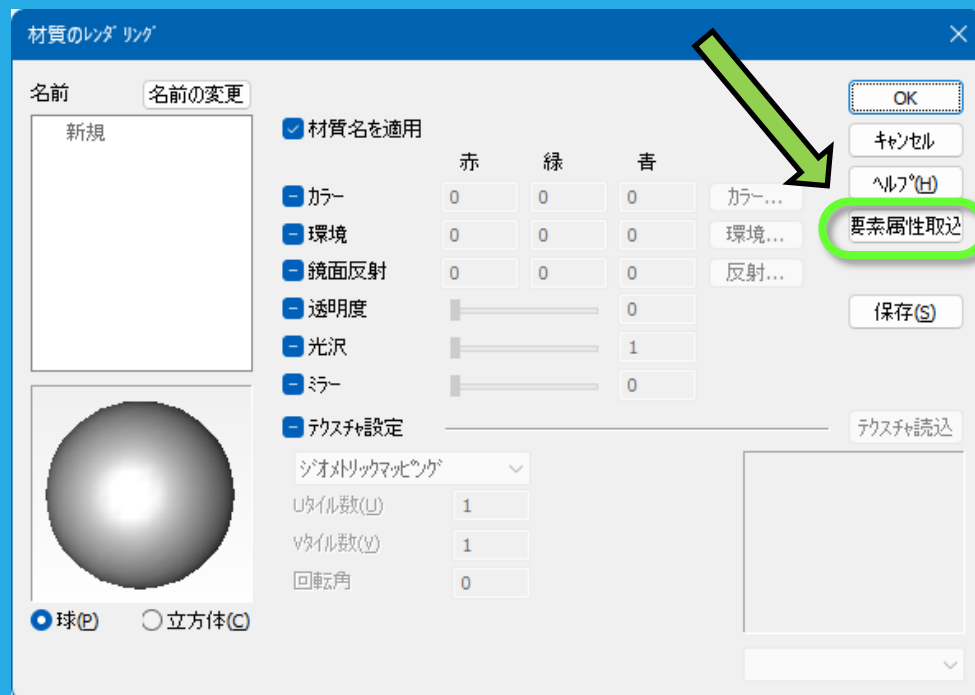 材質のﾚﾝﾀﾞﾘﾝｸﾞ
名前
名前の変更
新規
材質名を適用
赤 緑 青
ｶﾗｰ 0 0 0 ｶﾗｰ...
環境 0 0 0 環境...
鏡面反射 0 0 0 反射...
透明度 0
光沢 1
ﾐﾗｰ 0
ﾃｸｽﾁｬ設定
ｼﾞｵﾒﾄﾘｯｸﾏｯﾋﾟﾝｸﾞ
Uﾀｲﾙ数(U) 1
Vﾀｲﾙ数(V) 1
回転角 0
球(P) 立方体(C)
OK
ｷｬﾝｾﾙ
ﾍﾙﾌﾟ(H)
要素属性取込
保存(S)
ﾃｸｽﾁｬ読込